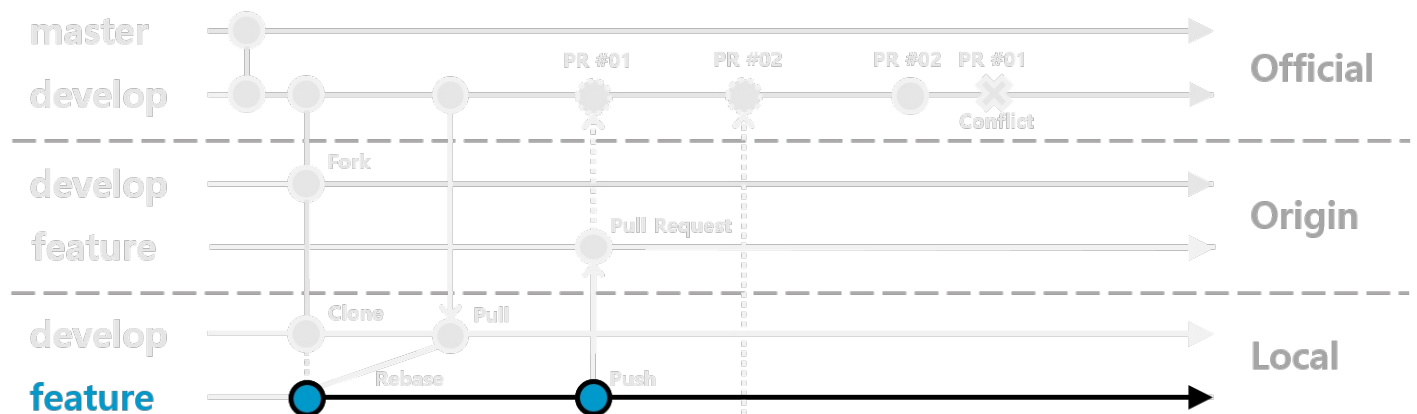 master
PR #01 PR #02 PR #02 PR #01
Official
develop
Conflict
Fork
develop
Origin
Pull Request
feature
Clone Pull
develop
Local
Rebase Push
feature